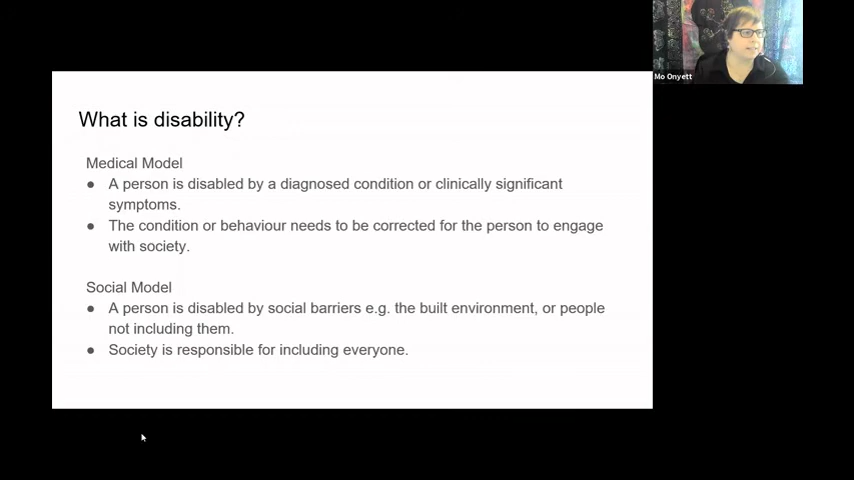 Mo Onyett
What is disability?
Medical Model
● A person is disabled by a diagnosed condition or clinically significant
symptoms.
● The condition or behaviour needs to be corrected for the person to engage
with society.
Social Model
● A person is disabled by social barriers e.g. the built environment, or people
not including them.
● Society is responsible for including everyone.